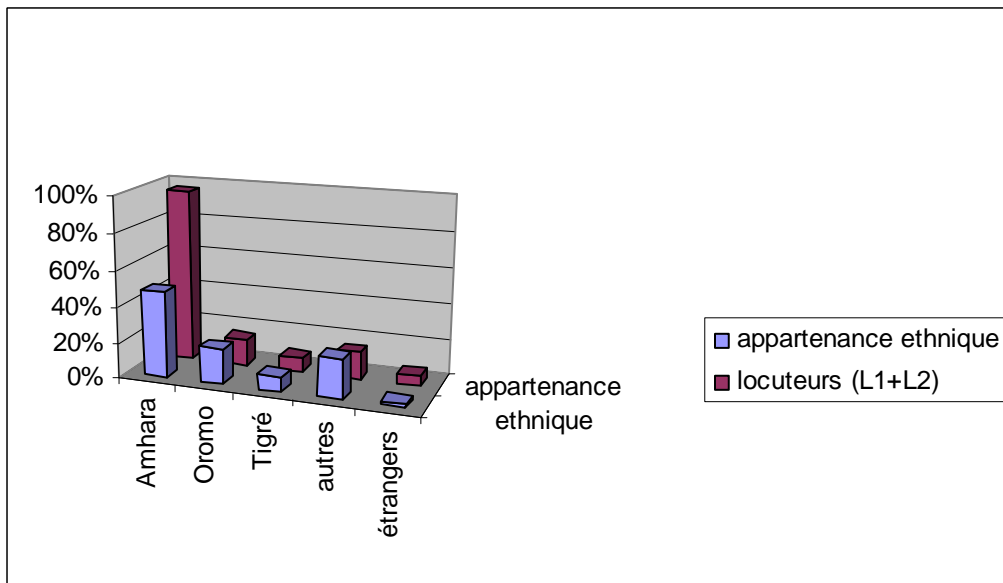 100%
80%
60%
40%
20%
0%
Amhara
Oromo
Tigré
autres
étrangers
appartenance
ethnique
appartenance ethnique
locuteurs (L1+L2)